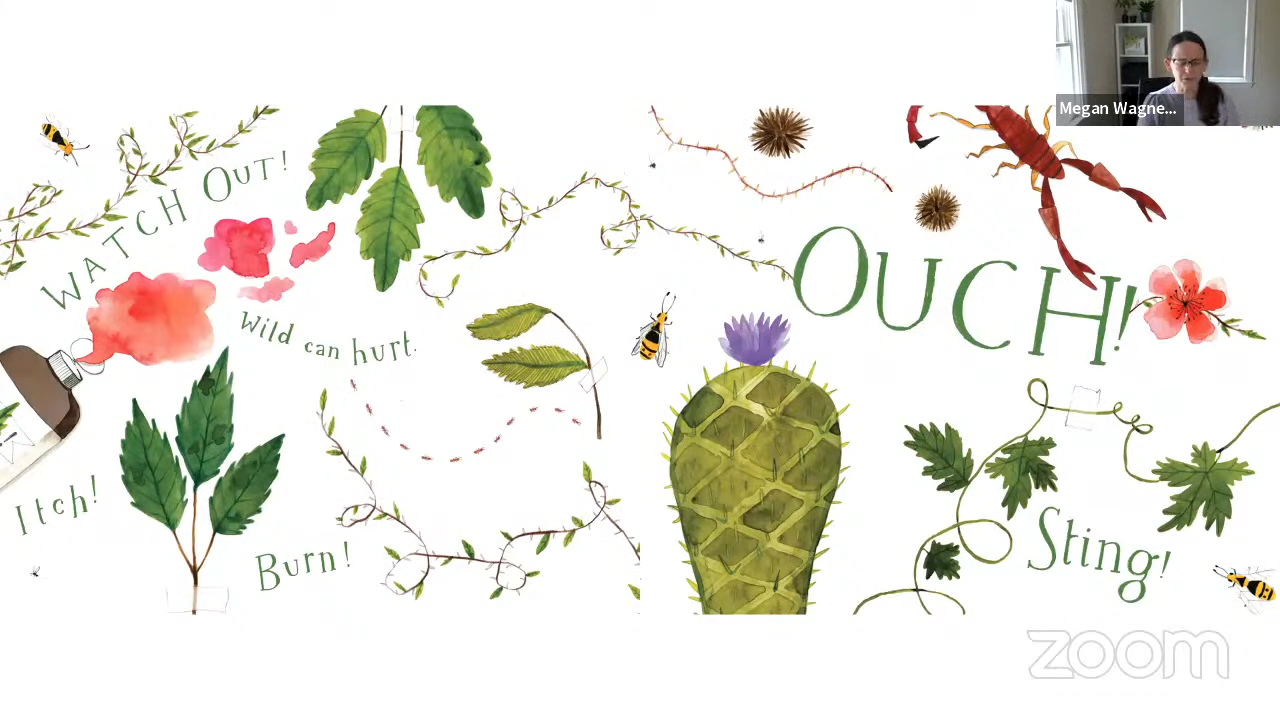 Megan Wagne...
WATCH OUT!
Wild can hurt.
Itch!
Burn!
OUCH!
Sting!
zoom